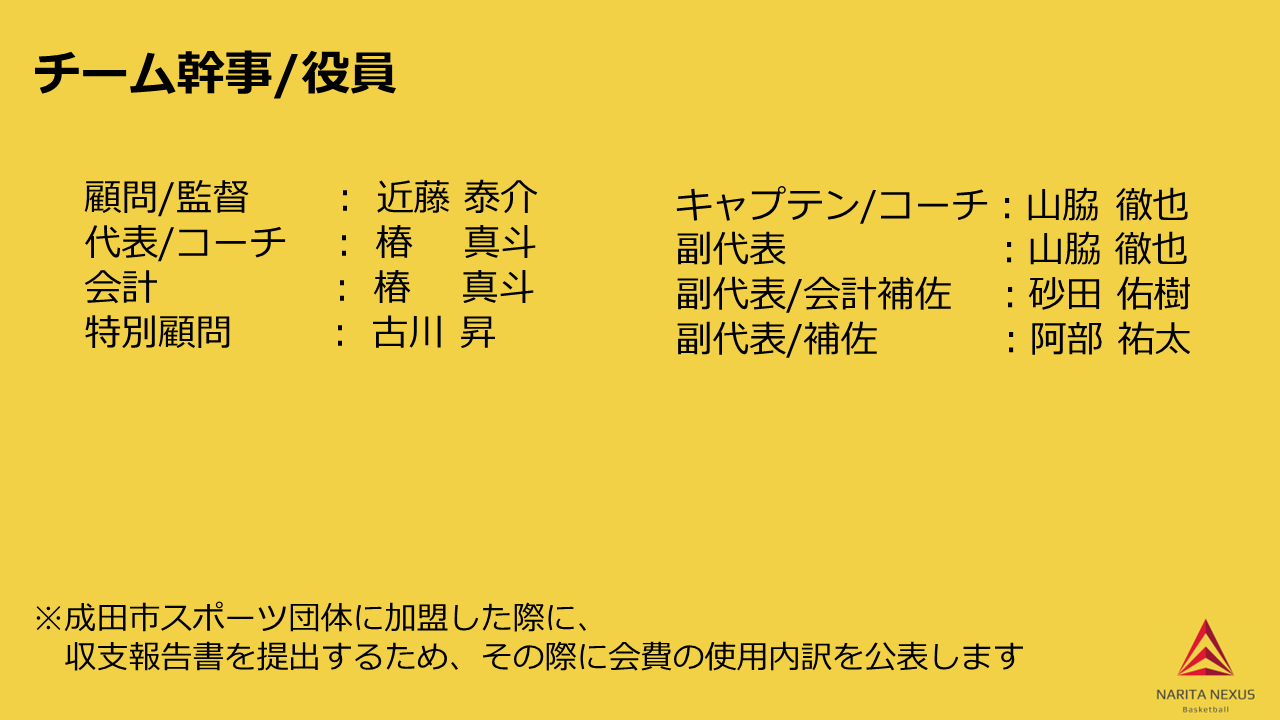 チーム幹事/役員
顧問/監督 : 近藤 泰介
代表/コーチ : 椿 真斗
会計 : 椿 真斗
特別顧問 : 古川 昇
キャプテン/コーチ : 山脇 徹也
副代表 : 山脇 徹也
副代表/会計補佐 : 砂田 佑樹
副代表/補佐 : 阿部 祐太
※成田市スポーツ団体に加盟した際に、
収支報告書を提出するため、その際に会費の使用内訳を公表します
NARITA NEXUS
Basketball